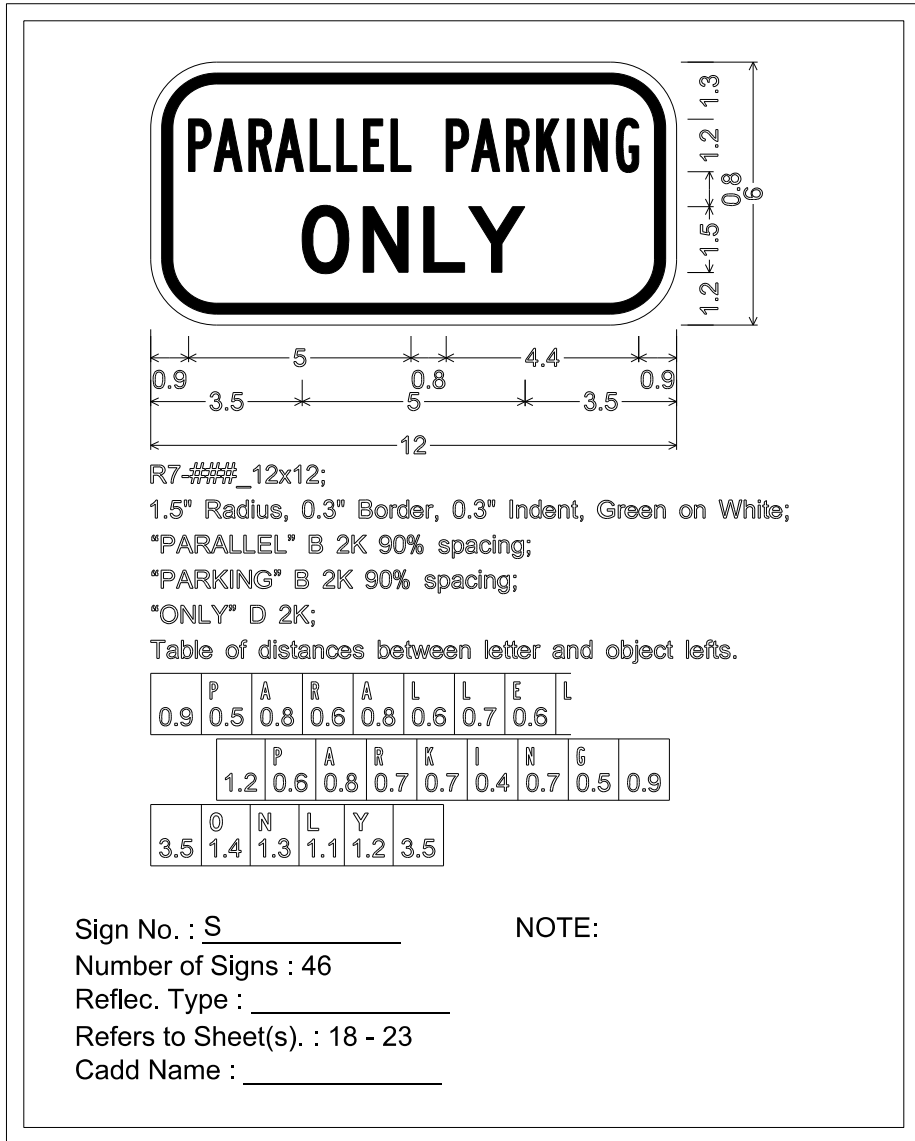 PARALLEL PARKING
ONLY
1.3
1.2
0.8
6
1.5
1.2
5
4.4
0.9
0.8
0.9
3.5
5
3.5
12
R7-###_12x12;
1.5" Radius, 0.3" Border, 0.3" Indent, Green on White;
“PARALLEL” B 2K 90% spacing;
“PARKING” B 2K 90% spacing;
“ONLY” D 2K;
Table of distances between letter and object lefts.
P A R A L L E L
0.9 0.5 0.8 0.6 0.8 0.6 0.7 0.6
P A R K I N G
1.2 0.6 0.8 0.7 0.7 0.4 0.7 0.5 0.9
O N L Y
3.5 1.4 1.3 1.1 1.2 3.5
Sign No. : S
NOTE:
Number of Signs : 46
Reflec. Type :
Refers to Sheet(s). : 18 - 23
Cadd Name :